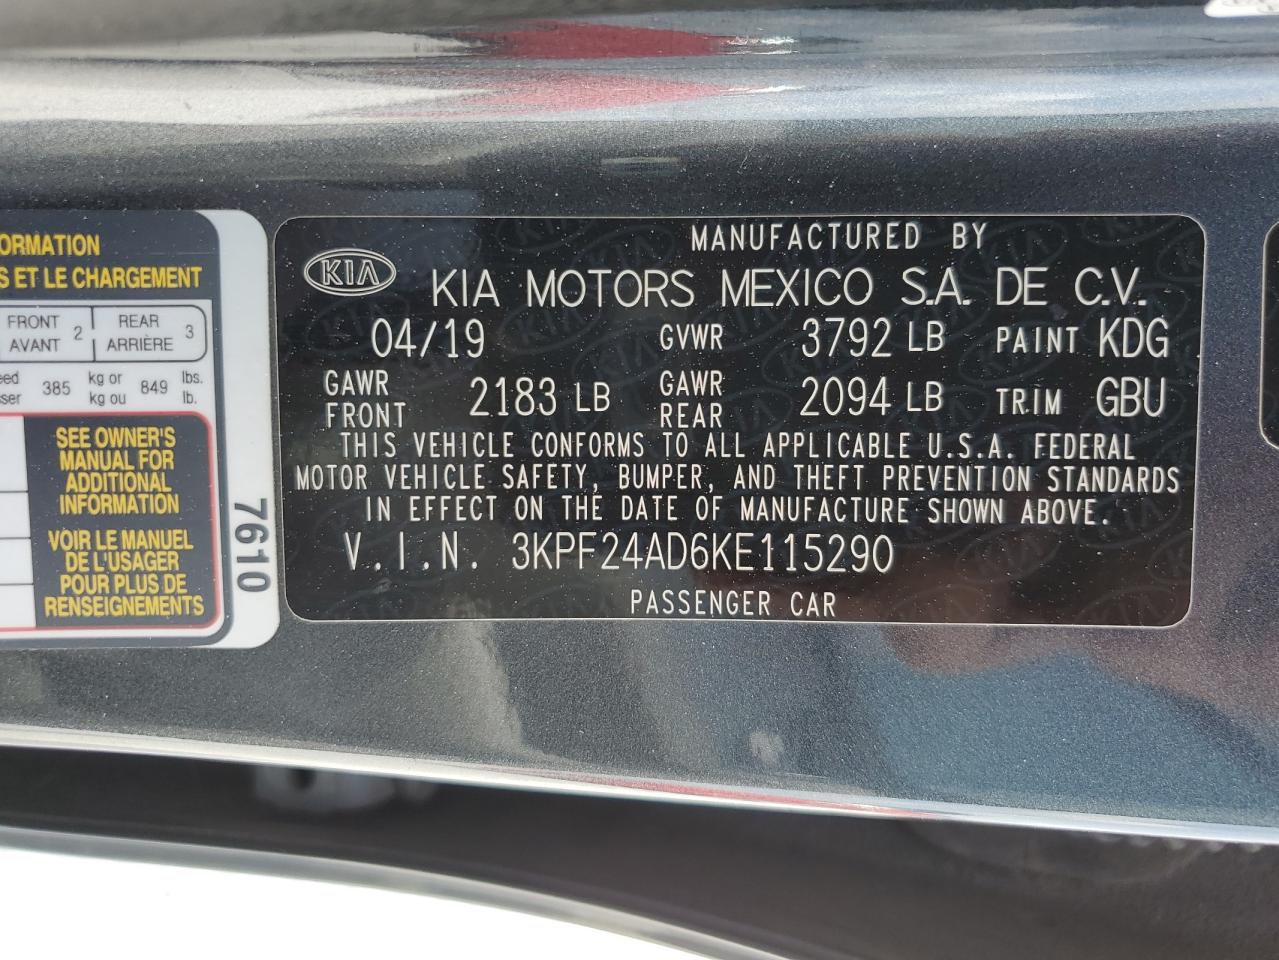 ORMATION
S ET LE CHARGEMENT
FRONT
AVANT 2
REAR
ARRIÈRE 3
385 kg or
kg ou 849 lbs.
lb.
SEE OWNER'S
MANUAL FOR
ADDITIONAL
INFORMATION
VOIR LE MANUEL
DE L'USAGER
POUR PLUS DE
RENSEIGNEMENTS
7610
MANUFACTURED BY
KIA KIA MOTORS MEXICO S.A. DE C.V.
04/19 GVWR 3792 LB PAINT KDG
GAWR
FRONT 2183 LB GAWR
REAR 2094 LB TRIM GBU
THIS VEHICLE CONFORMS TO ALL APPLICABLE U.S.A. FEDERAL
MOTOR VEHICLE SAFETY, BUMPER, AND THEFT PREVENTION STANDARDS
IN EFFECT ON THE DATE OF MANUFACTURE SHOWN ABOVE.
V.I.N. 3KPF24AD6KE115290
PASSENGER CAR